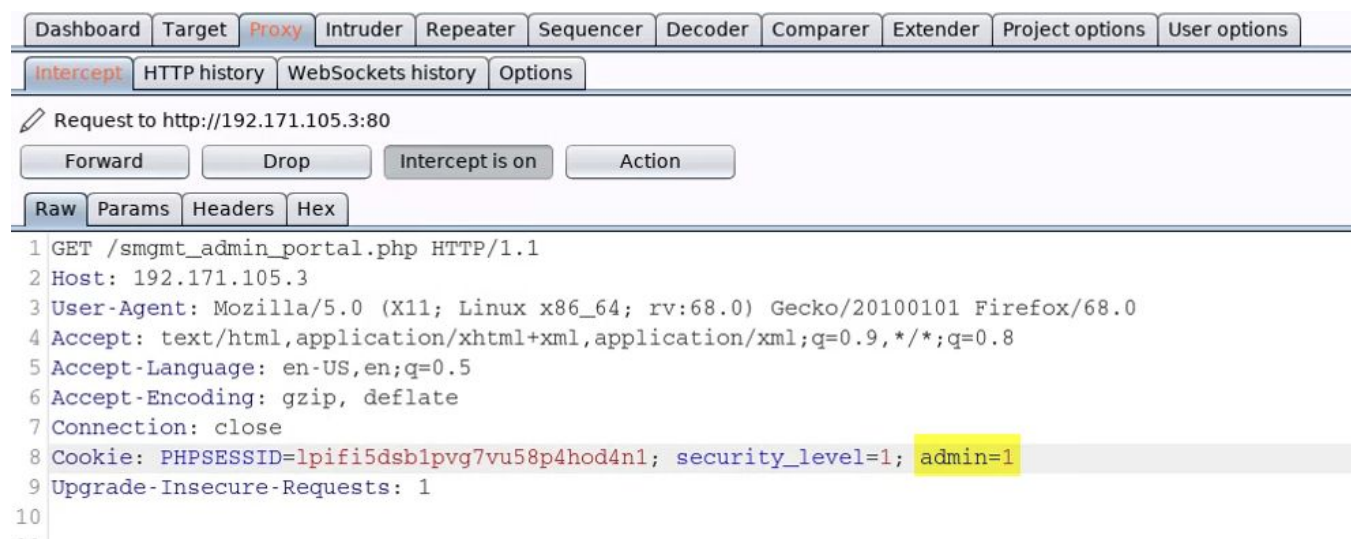 Dashboard Target Proxy Intruder Repeater Sequencer Decoder Comparer Extender Project options User options
Intercept HTTP history WebSockets history Options
Request to http://192.171.105.3:80
Forward Drop Intercept is on Action
Raw Params Headers Hex
1 GET /smgmt_admin_portal.php HTTP/1.1
2 Host: 192.171.105.3
3 User-Agent: Mozilla/5.0 (X11; Linux x86_64; rv:68.0) Gecko/20100101 Firefox/68.0
4 Accept: text/html,application/xhtml+xml,application/xml;q=0.9,*/*;q=0.8
5 Accept-Language: en-US,en;q=0.5
6 Accept-Encoding: gzip, deflate
7 Connection: close
8 Cookie: PHPSESSID=lpifi5dsb1pvg7vu58p4hod4n1; security_level=1; admin=1
9 Upgrade-Insecure-Requests: 1
10